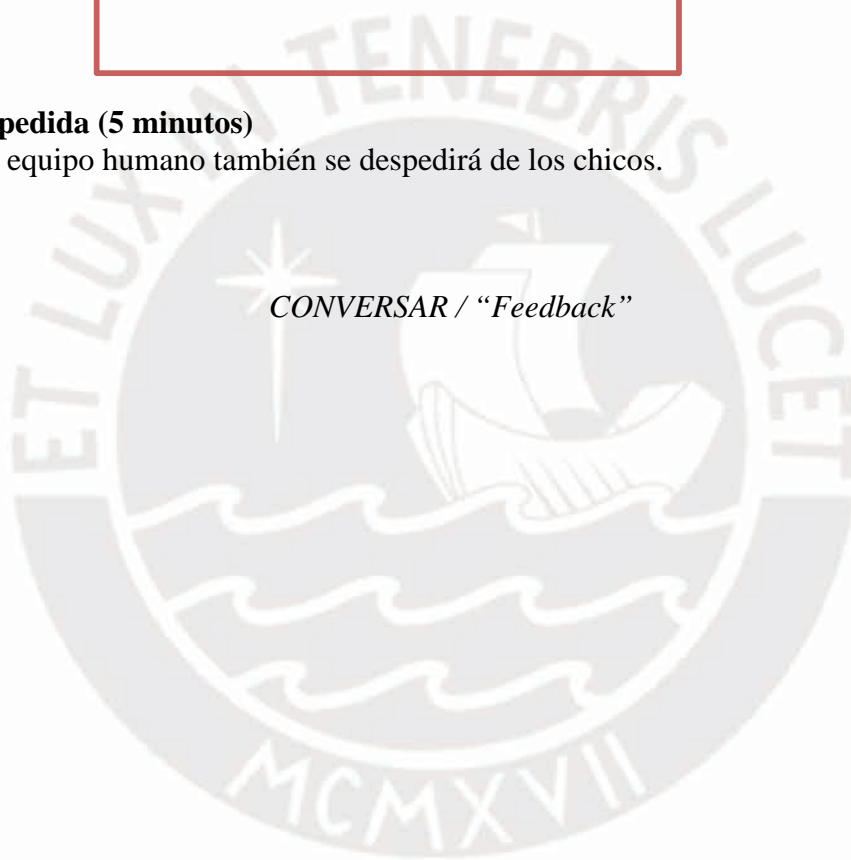 pedida (5 minutos)
equipo humano también se despedirá de los chicos.
CONVERSAR / “Feedback”
ET LUX IN TENEBRIS LUCET
MCMXVII